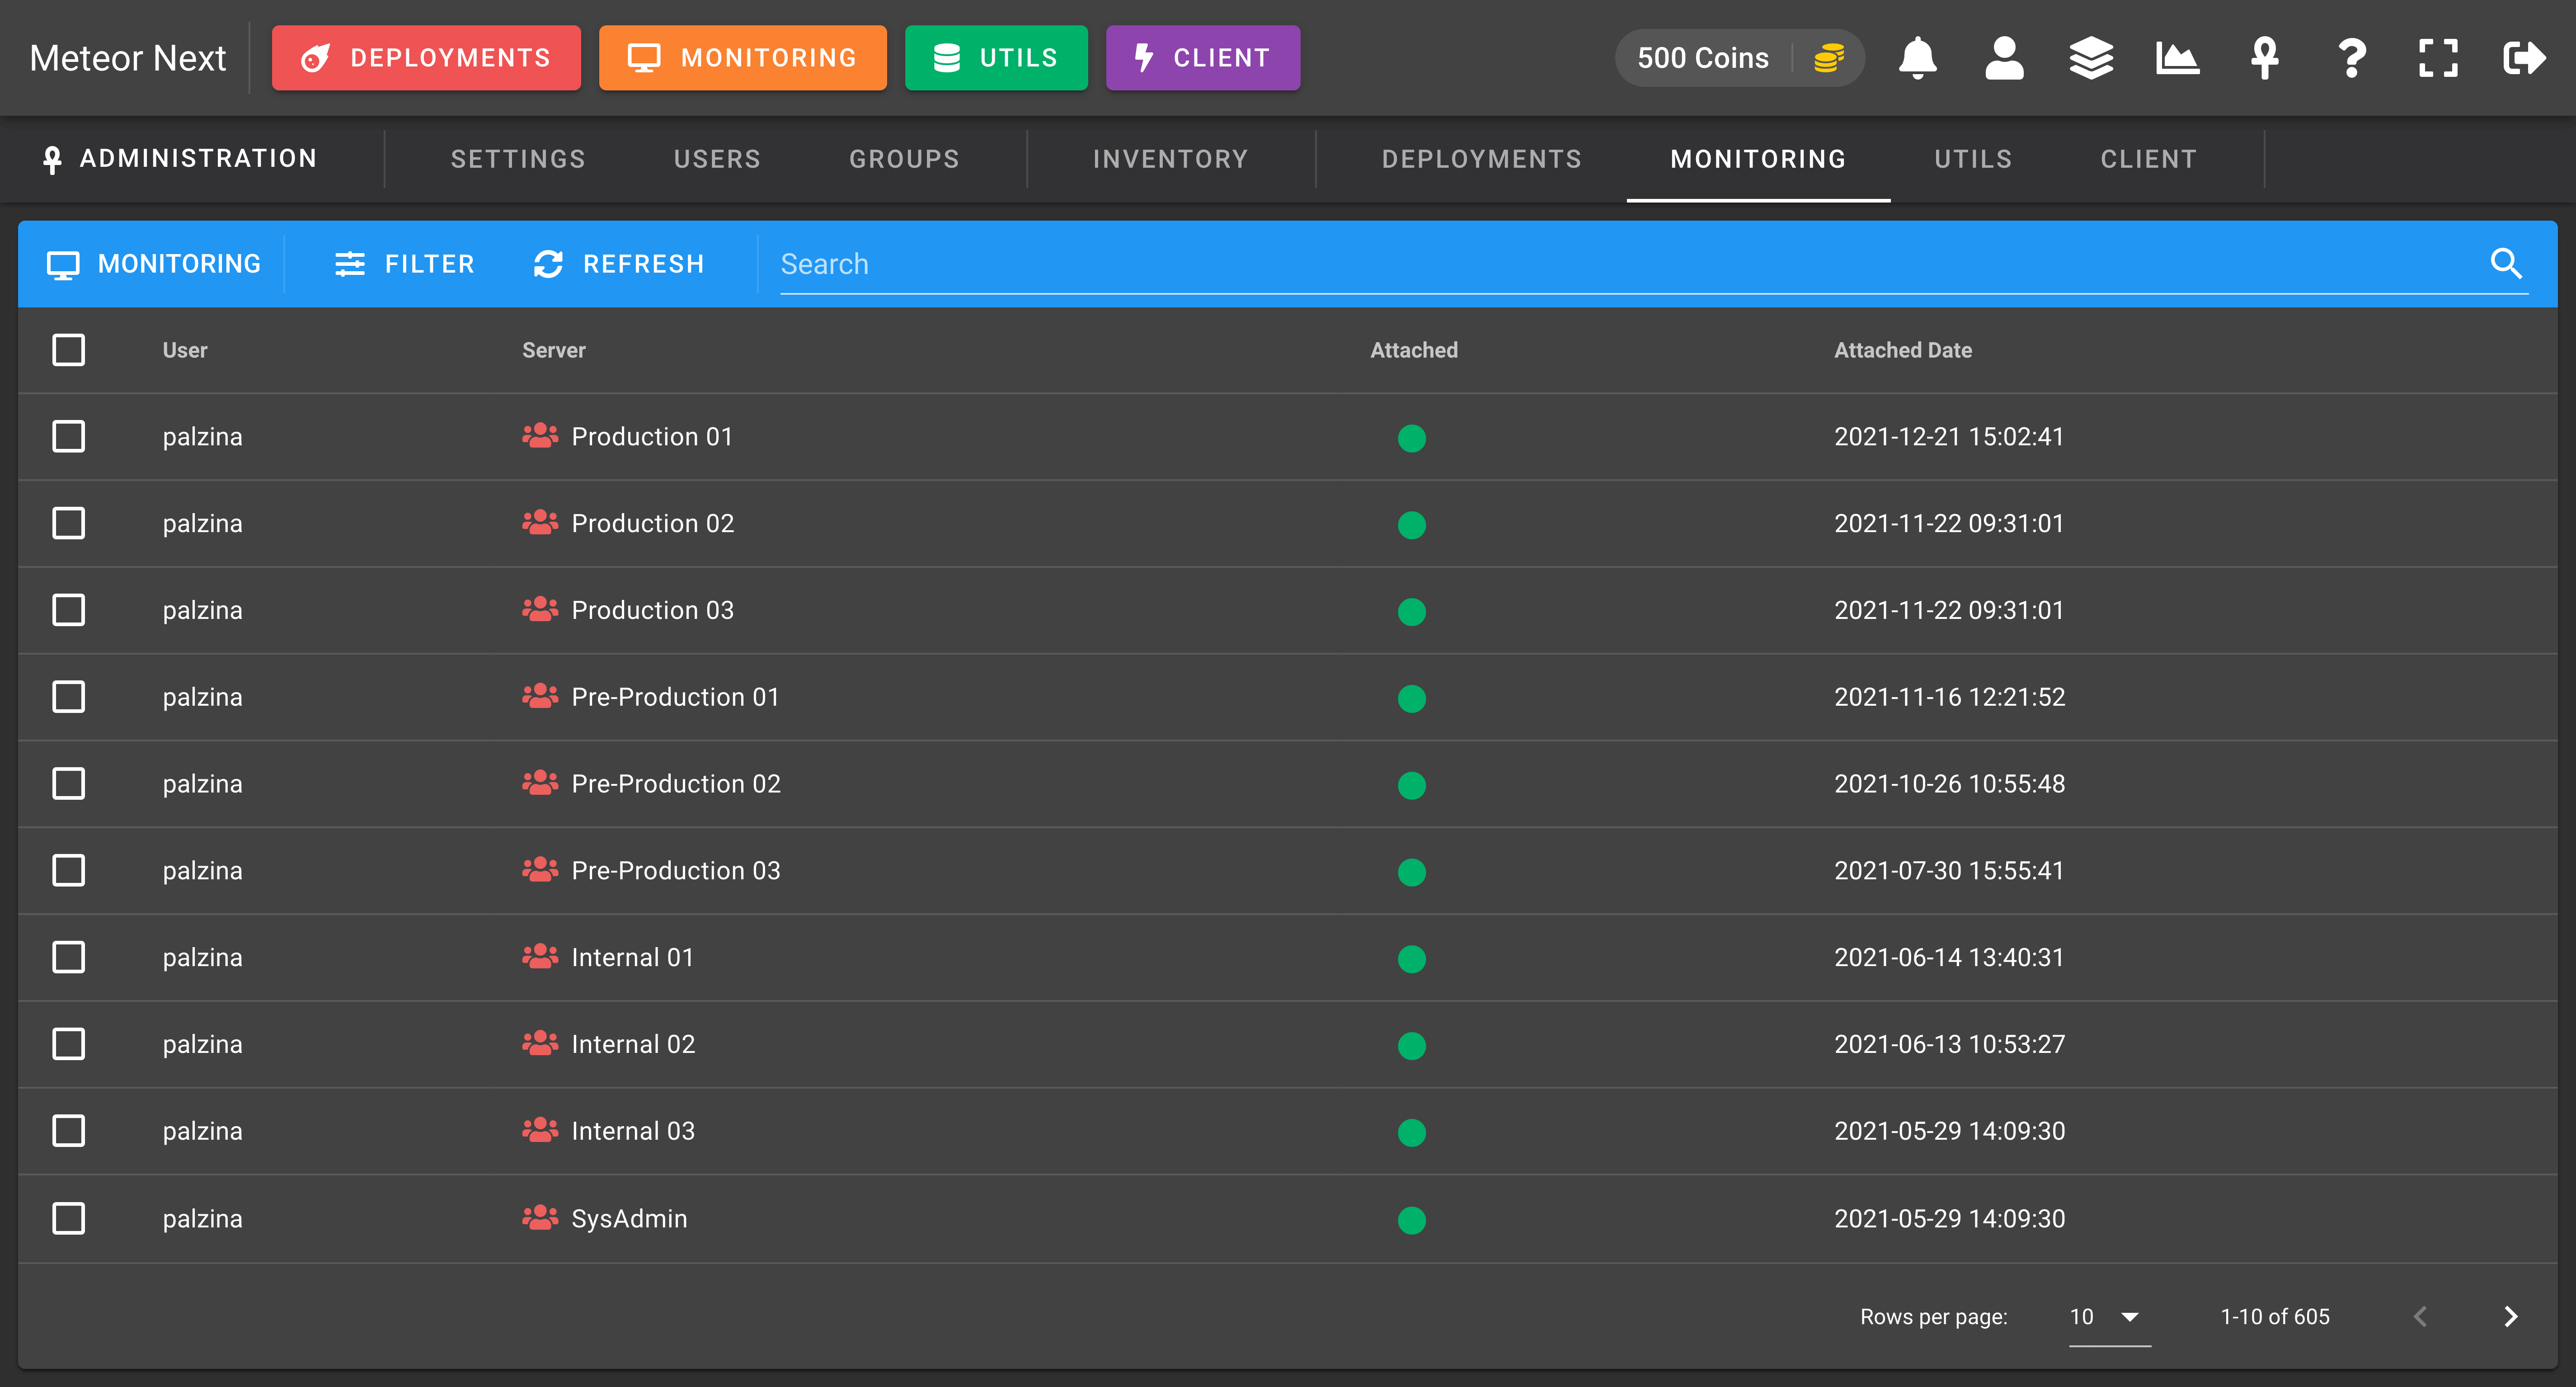 Meteor Next DEPLOYMENTS MONITORING UTILS CLIENT 500 Coins
ADMINISTRATION SETTINGS USERS GROUPS INVENTORY DEPLOYMENTS MONITORING UTILS CLIENT
MONITORING FILTER REFRESH Search
User Server Attached Attached Date
palzina Production 01 2021-12-21 15:02:41
palzina Production 02 2021-11-22 09:31:01
palzina Production 03 2021-11-22 09:31:01
palzina Pre-Production 01 2021-11-16 12:21:52
palzina Pre-Production 02 2021-10-26 10:55:48
palzina Pre-Production 03 2021-07-30 15:55:41
palzina Internal 01 2021-06-14 13:40:31
palzina Internal 02 2021-06-13 10:53:27
palzina Internal 03 2021-05-29 14:09:30
palzina SysAdmin 2021-05-29 14:09:30
Rows per page: 10 1-10 of 605